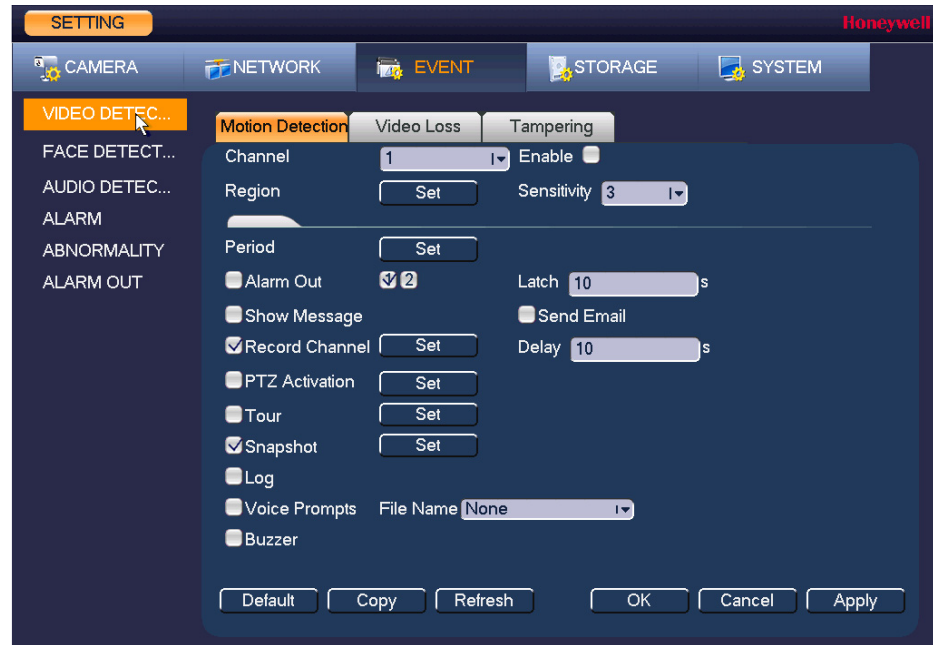 SETTING Honeywell
CAMERA NETWORK EVENT STORAGE SYSTEM
VIDEO DETEC...
FACE DETECT...
AUDIO DETEC...
ALARM
ABNORMALITY
ALARM OUT
Motion Detection Video Loss Tampering
Channel 1 Enable
Region Set Sensitivity 3
Period Set
Alarm Out 1 2 Latch 10 s
Show Message Send Email
Record Channel Set Delay 10 s
PTZ Activation Set
Tour Set
Snapshot Set
Log
Voice Prompts File Name None
Buzzer
Default Copy Refresh OK Cancel Apply